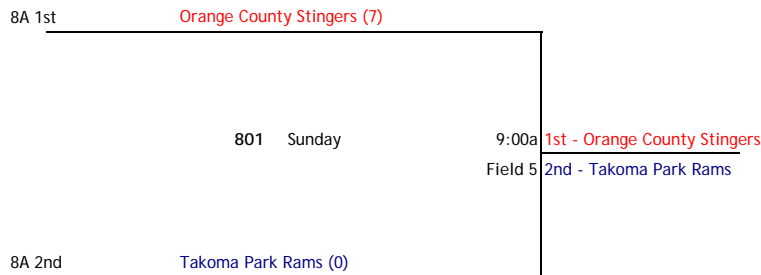 8A 1st Orange County Stingers (7)
801 Sunday 9:00a 1st - Orange County Stingers
Field 5 2nd - Takoma Park Rams
8A 2nd Takoma Park Rams (0)